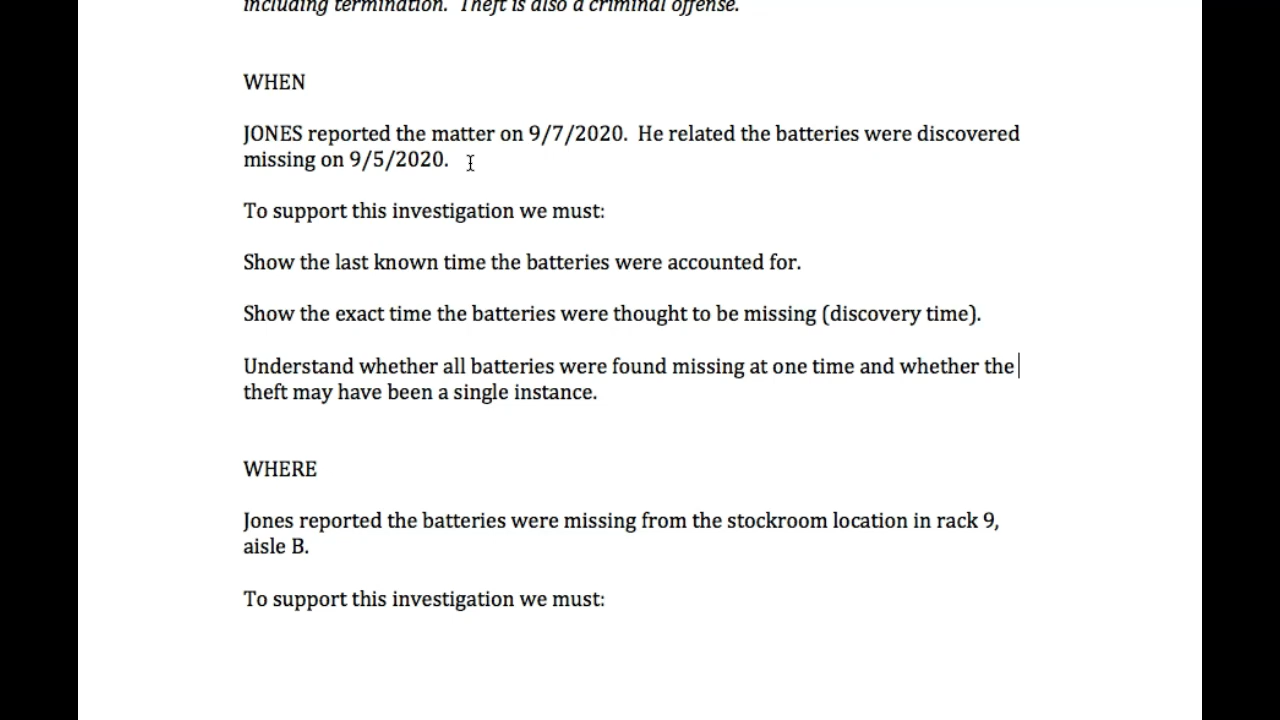 including termination.  Theft is also a criminal offense.
WHEN
JONES reported the matter on 9/7/2020.  He related the batteries were discovered
missing on 9/5/2020.
To support this investigation we must:
Show the last known time the batteries were accounted for.
Show the exact time the batteries were thought to be missing (discovery time).
Understand whether all batteries were found missing at one time and whether the
theft may have been a single instance.
WHERE
Jones reported the batteries were missing from the stockroom location in rack 9,
aisle B.
To support this investigation we must: